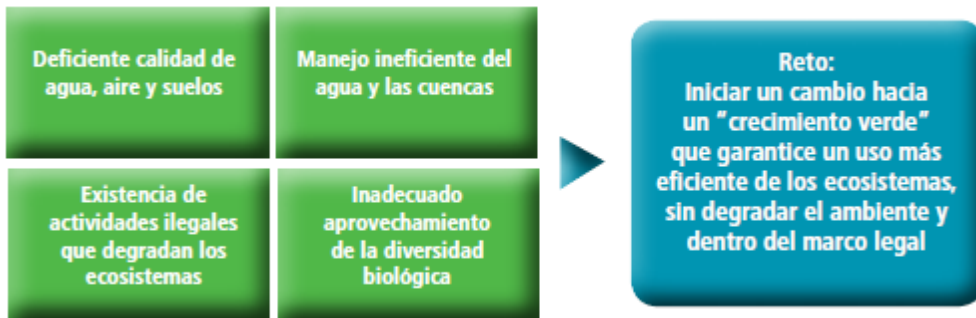 Deficiente calidad de
agua, aire y suelos
Manejo ineficiente del
agua y las cuencas
Existencia de
actividades ilegales
que degradan los
ecosistemas
Inadecuado
aprovechamiento
de la diversidad
biológica
Reto:
Iniciar un cambio hacia
un "crecimiento verde"
que garantice un uso más
eficiente de los ecosistemas,
sin degradar el ambiente y
dentro del marco legal